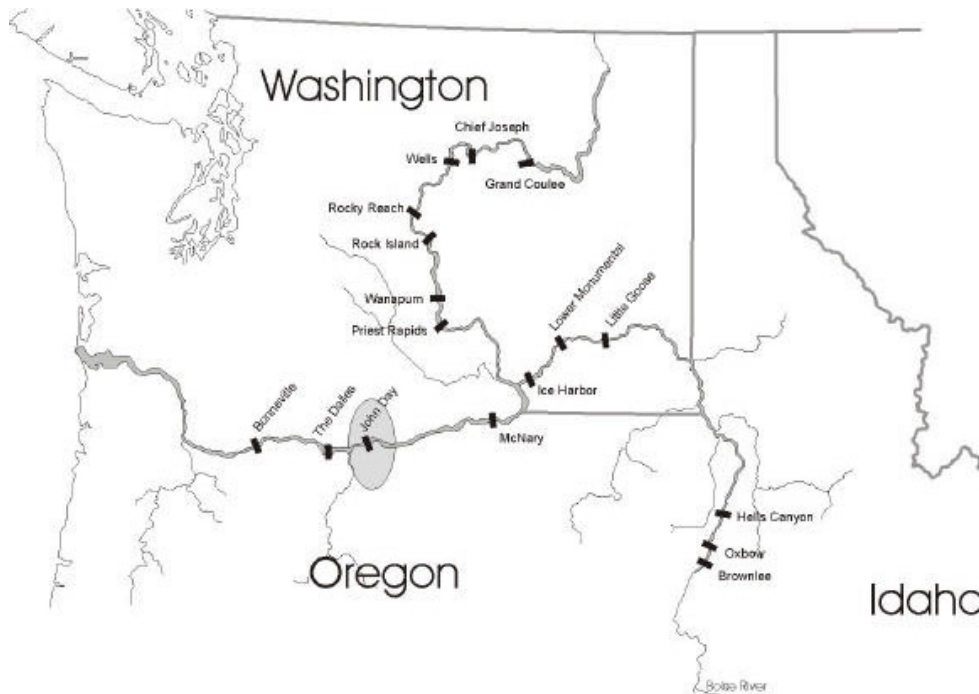 Washington
Chief Joseph
Wells
Grand Coulee
Rocky Reach
Rock Island
Lower Monumental
Little Goose
Wanapum
Priest Rapids
Ice Harbor
Bonneville
The Dalles
John Day
McNary
Hells Canyon
Oxbow
Brownlee
Oregon
Idaho
Boise River